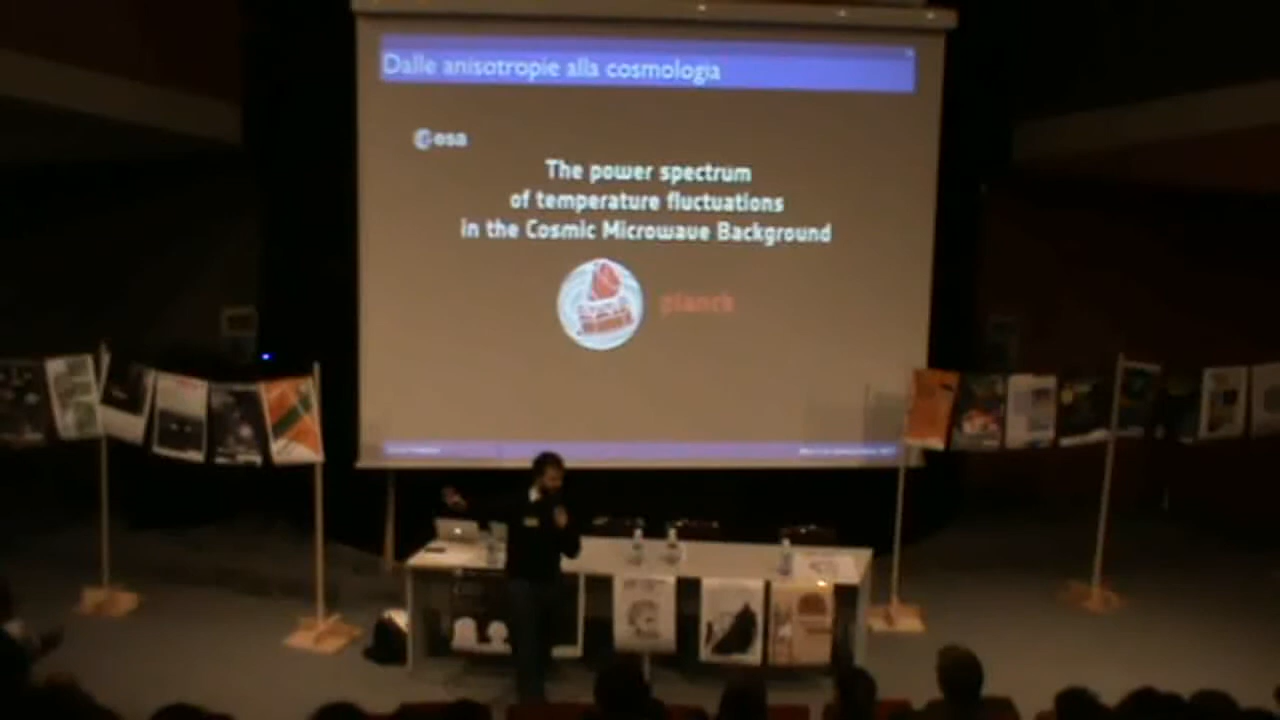 Dalle anisotropie alla cosmologia
esa
The power spectrum
of temperature fluctuations
in the Cosmic Microwave Background
planck